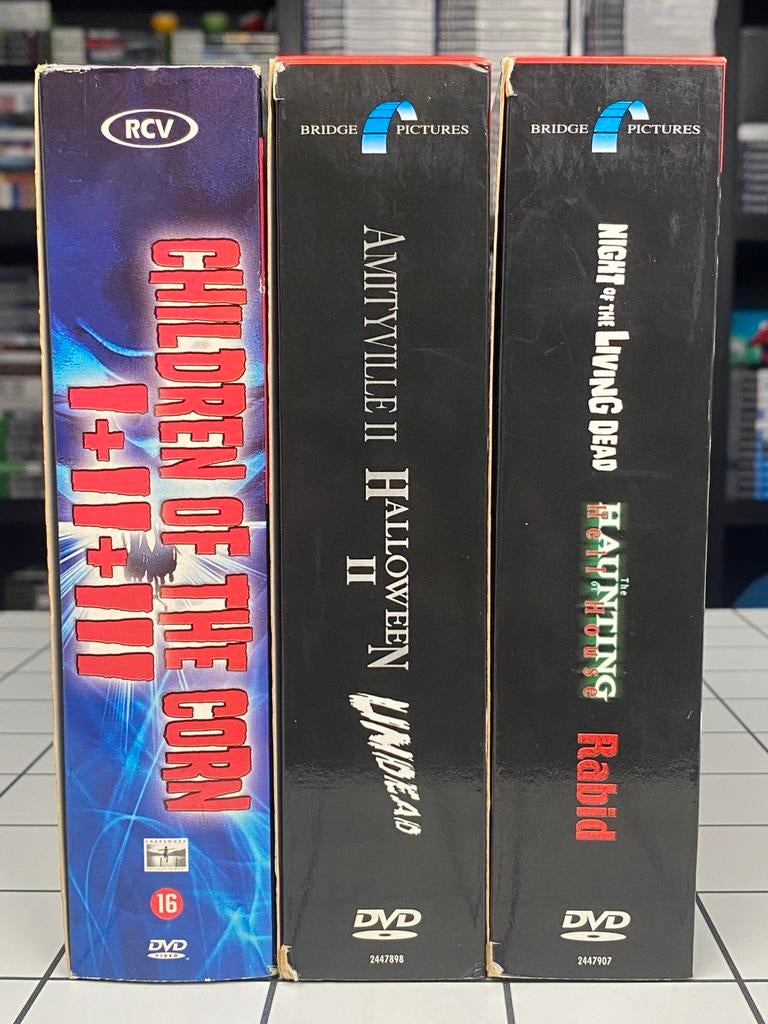 RCV
CHILDREN OF THE CORN
I+II+III
16
DVD
VIDEO
BRIDGE PICTURES
AMITYVILLE II
HALLOWEEN
II
UNDEAD
DVD
2447898
BRIDGE PICTURES
NIGHT OF THE LIVING DEAD
The
HAUNTING
Hell House
Rabid
DVD
2447907